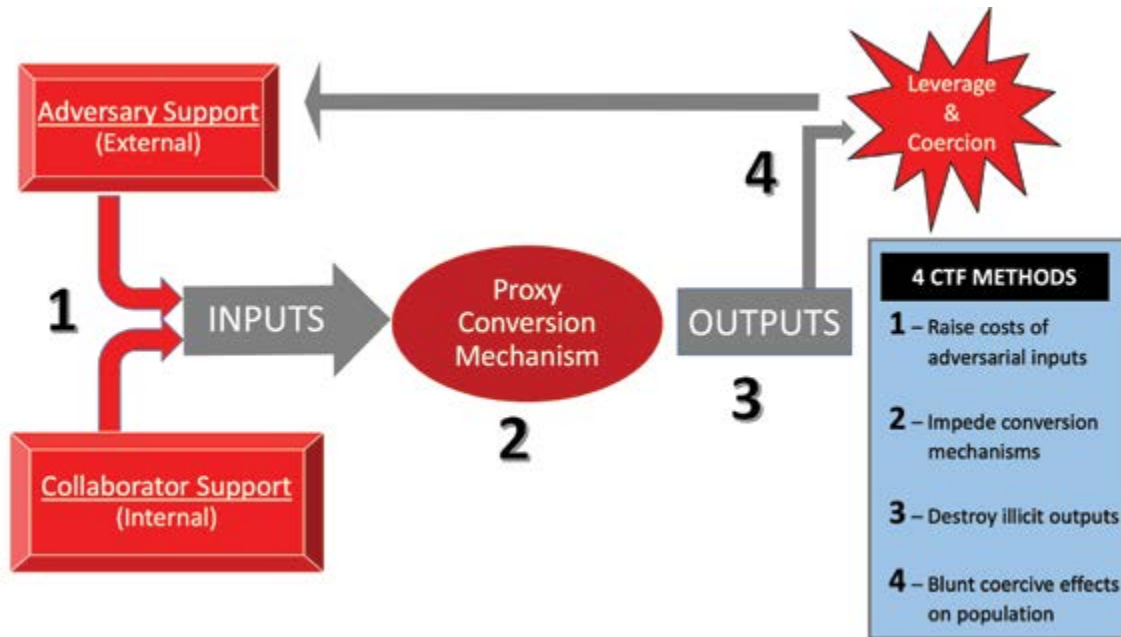 Adversary Support
(External)
Leverage
&
Coercion
4
1
INPUTS
Proxy
Conversion
Mechanism
OUTPUTS
2
3
Collaborator Support
(Internal)
4 CTF METHODS
1 – Raise costs of
adversarial inputs
2 – Impede conversion
mechanisms
3 – Destroy illicit outputs
4 – Blunt coercive effects
on population